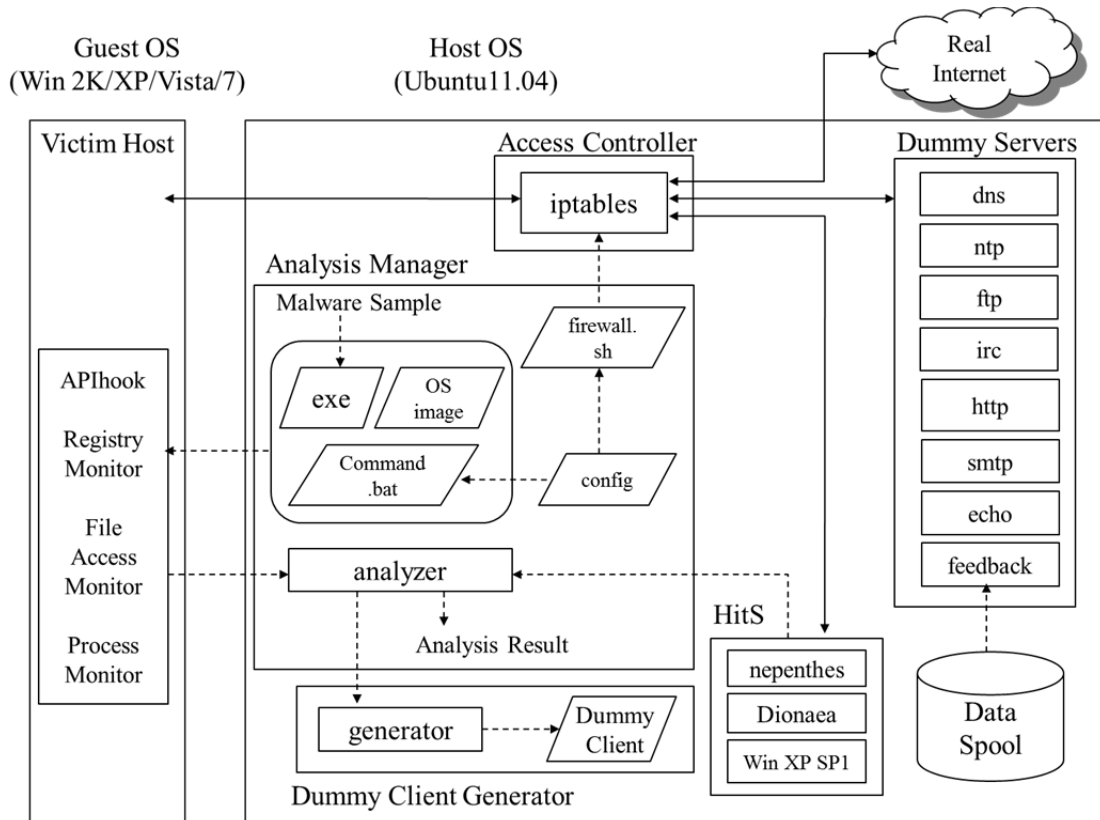 Guest OS
(Win 2K/XP/Vista/7)
Host OS
(Ubuntu11.04)
Real
Internet
Victim Host
Access Controller
iptables
Dummy Servers
dns
ntp
ftp
irc
http
smtp
echo
feedback
Analysis Manager
Malware Sample
exe
OS
image
Command
.bat
firewall.
sh
config
APIhook
Registry
Monitor
File
Access
Monitor
Process
Monitor
analyzer
Analysis Result
generator
Dummy
Client
Dummy Client Generator
HitS
nepenthes
Dionaea
Win XP SP1
Data
Spool